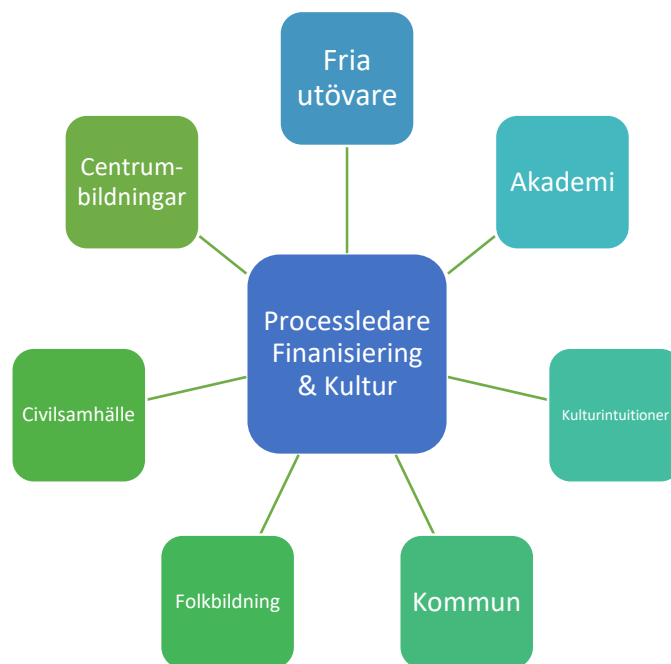 Fria
utövare
Centrum-
bildningar
Akademi
Processledare
Finanisiering
& Kultur
Civilsamhälle
Kulturintuitioner
Folkbildning
Kommun